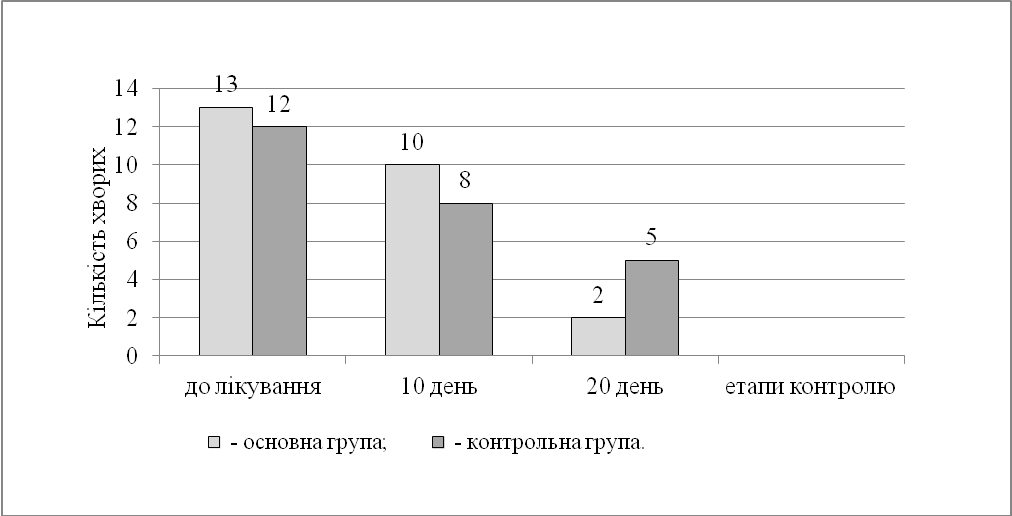 Кількість хворих
14
12
10
8
6
4
2
0
13
12
10
8
2
5
до лікування
10 день
20 день
етапи контролю
- основна група;
- контрольна група.